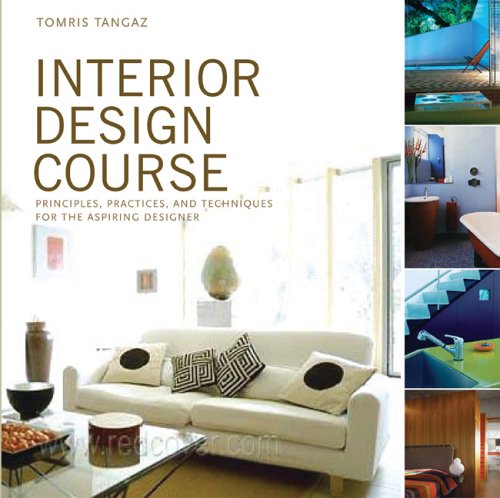 TOMRIS TANGAZ
INTERIOR
DESIGN
COURSE
PRINCIPLES, PRACTICES, AND TECHNIQUES
FOR THE ASPIRING DESIGNER
www.redcover.com